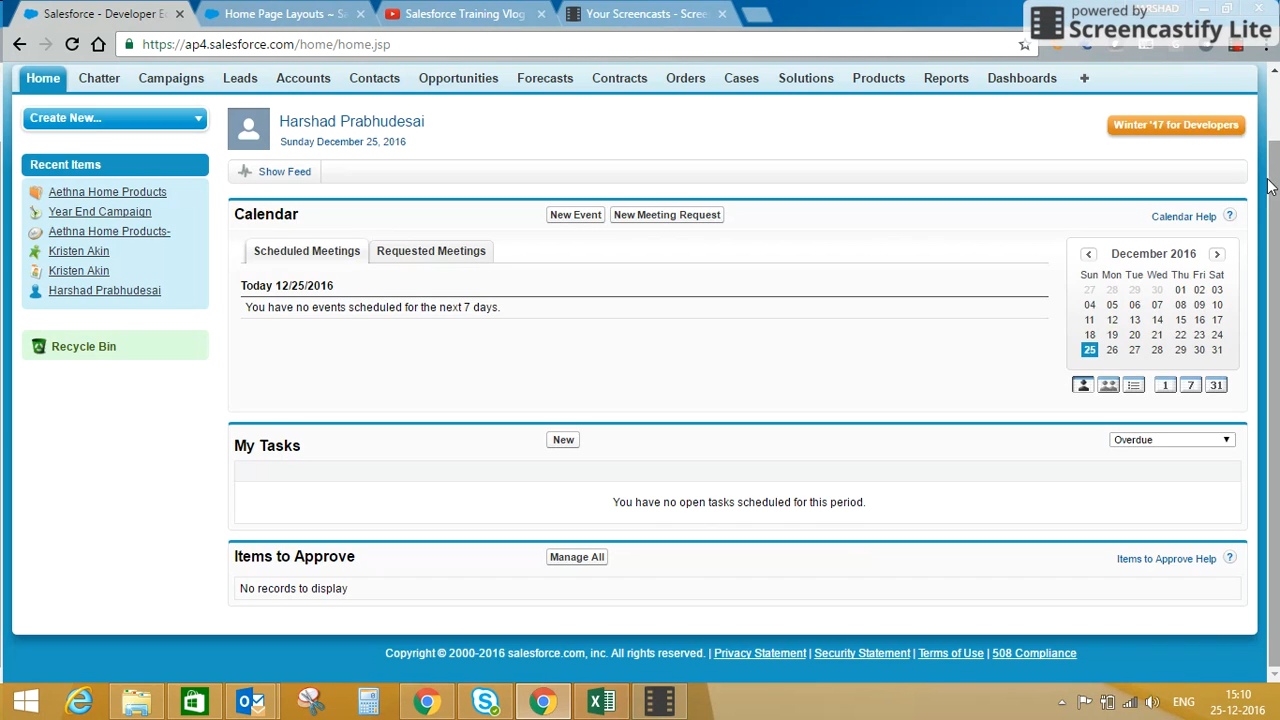 Salesforce - Developer E
Home Page Layouts ~ S
Salesforce Training Vlog
Your Screencasts - Scree
HARSHAD
powered by
Screencastify Lite
https://ap4.salesforce.com/home/home.jsp
Home Chatter Campaigns Leads Accounts Contacts Opportunities Forecasts Contracts Orders Cases Solutions Products Reports Dashboards +
Create New...
Harshad Prabhudesai
Sunday December 25, 2016
Winter '17 for Developers
Recent Items
Aethna Home Products
Year End Campaign
Aethna Home Products-
Kristen Akin
Kristen Akin
Harshad Prabhudesai
Recycle Bin
Show Feed
Calendar
New Event
New Meeting Request
Calendar Help ?
Scheduled Meetings
Requested Meetings
Today 12/25/2016
You have no events scheduled for the next 7 days.
December 2016
Sun Mon Tue Wed Thu Fri Sat
27 28 29 30 01 02 03
04 05 06 07 08 09 10
11 12 13 14 15 16 17
18 19 20 21 22 23 24
25 26 27 28 29 30 31
1 7 31
My Tasks
New
Overdue
You have no open tasks scheduled for this period.
Items to Approve
Manage All
Items to Approve Help ?
No records to display
Copyright © 2000-2016 salesforce.com, inc. All rights reserved. | Privacy Statement | Security Statement | Terms of Use | 508 Compliance
ENG
15:10
25-12-2016